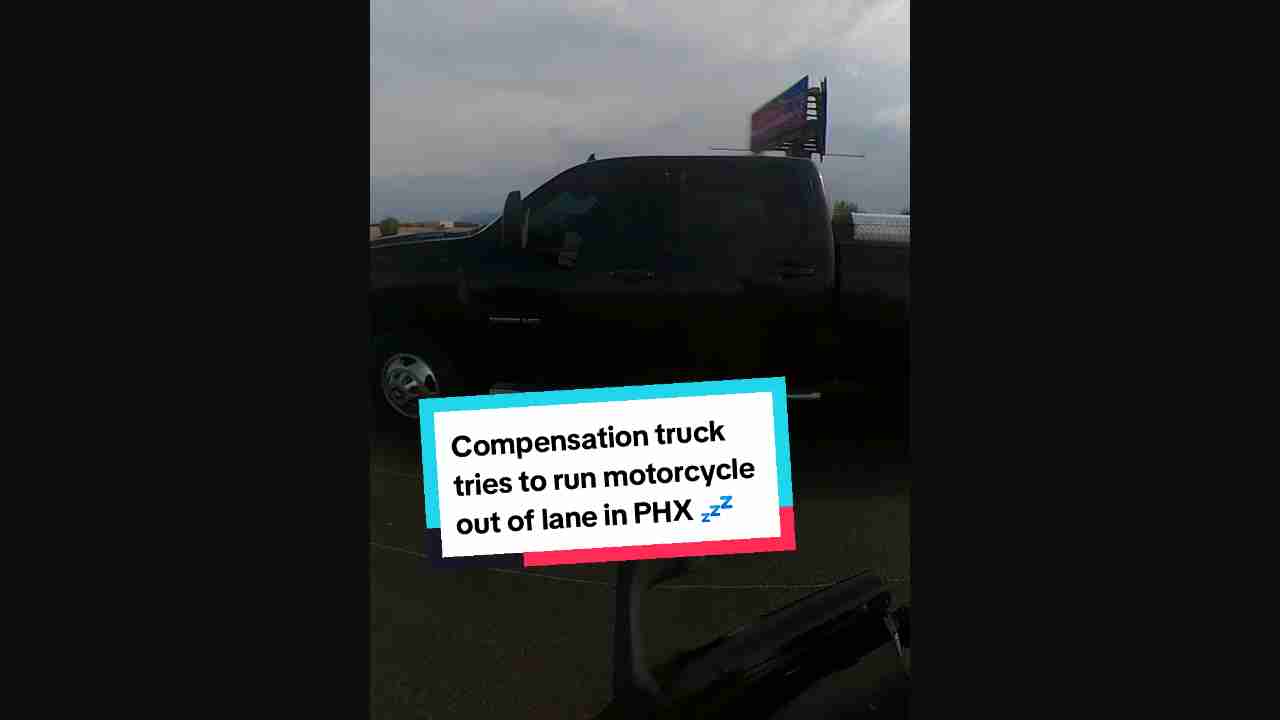 Compensation truck
tries to run motorcycle
out of lane in PHX 💤